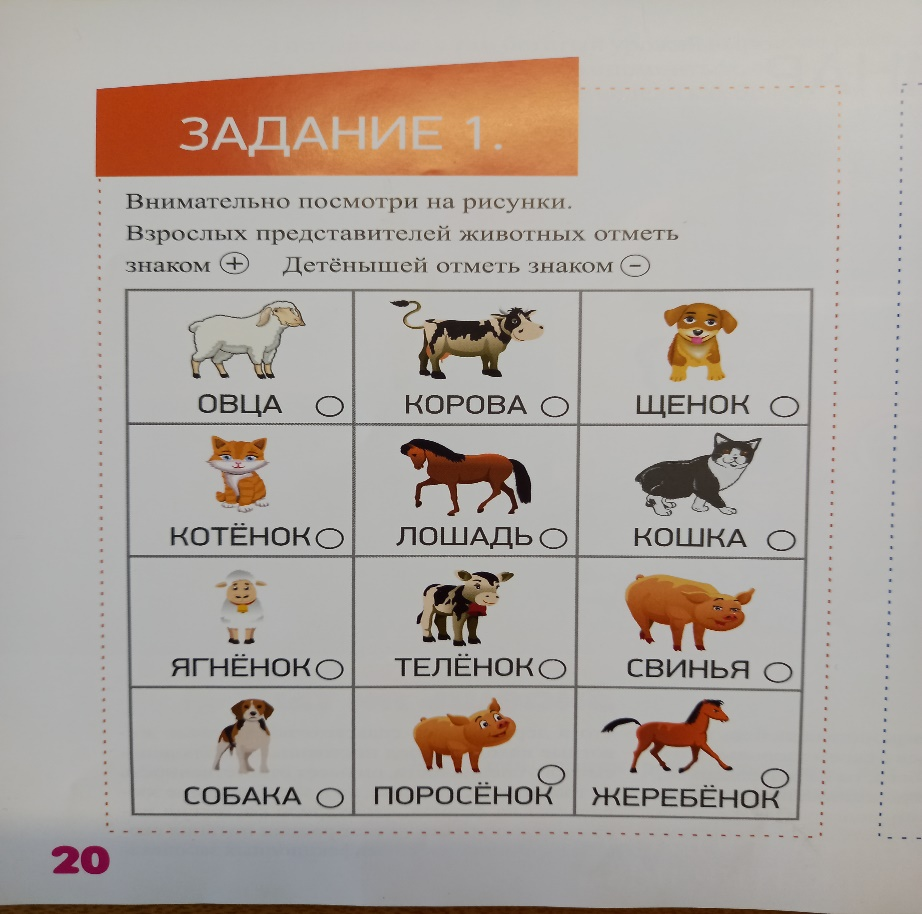 ЗАДАНИЕ 1.
Внимательно посмотри на рисунки.
Взрослых представителей животных отметь
знаком + Детёнышей отметь знаком −
ОВЦА КОРОВА ЩЕНОК
КОТЁНОК ЛОШАДЬ КОШКА
ЯГНЁНОК ТЕЛЁНОК СВИНЬЯ
СОБАКА ПОРОСЁНОК ЖЕРЕБЁНОК
20